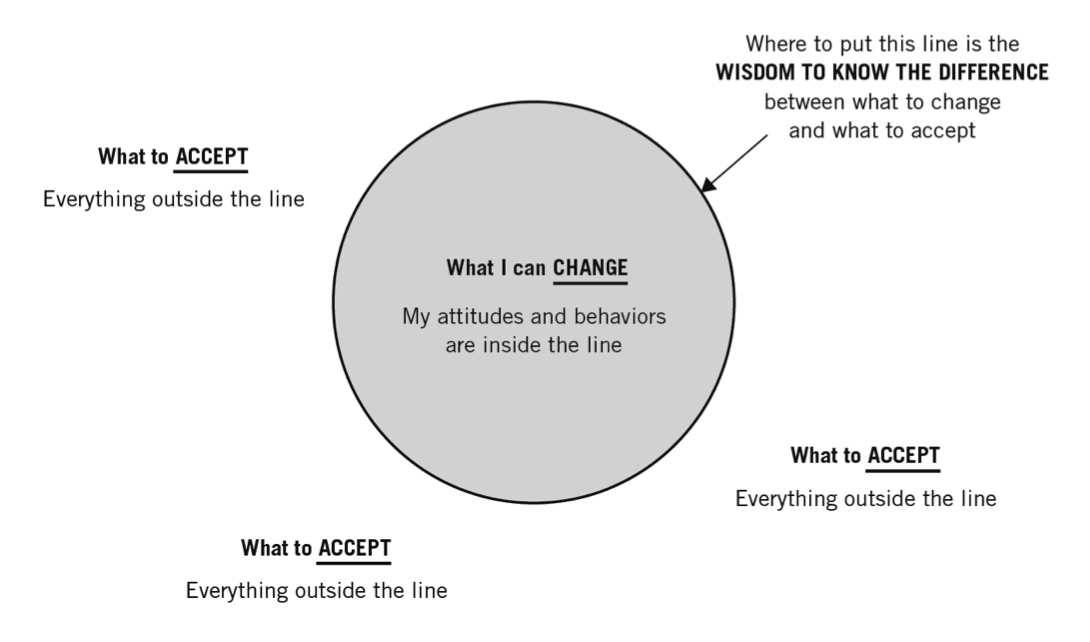 Where to put this line is the
WISDOM TO KNOW THE DIFFERENCE
between what to change
and what to accept
What to ACCEPT
Everything outside the line
What I can CHANGE
My attitudes and behaviors
are inside the line
What to ACCEPT
Everything outside the line
What to ACCEPT
Everything outside the line